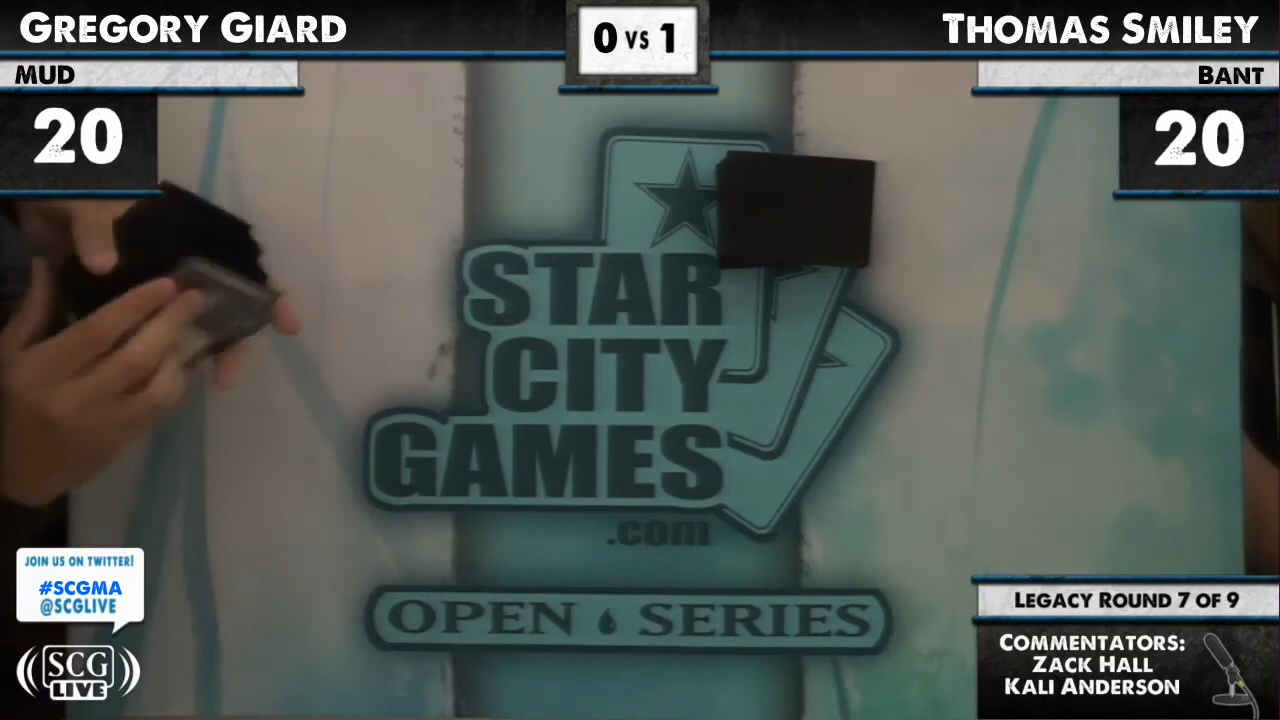 GREGORY GIARD
0 VS 1
THOMAS SMILEY
MUD
BANT
20
20
STAR
CITY
GAMES
.com
OPEN SERIES
JOIN US ON TWITTER!
#SCGMA
@SCGLIVE
SCG
LIVE
LEGACY ROUND 7 OF 9
COMMENTATORS:
ZACK HALL
KALI ANDERSON